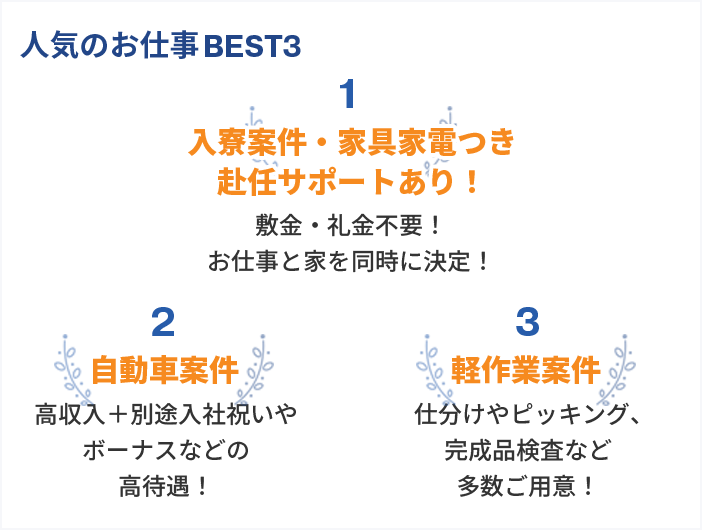 人気のお仕事BEST3
1
入寮案件・家具家電つき
赴任サポートあり！
敷金・礼金不要！
お仕事と家を同時に決定！
2
自動車案件
高収入＋別途入社祝いや
ボーナスなどの
高待遇！
3
軽作業案件
仕分けやピッキング、
完成品検査など
多数ご用意！